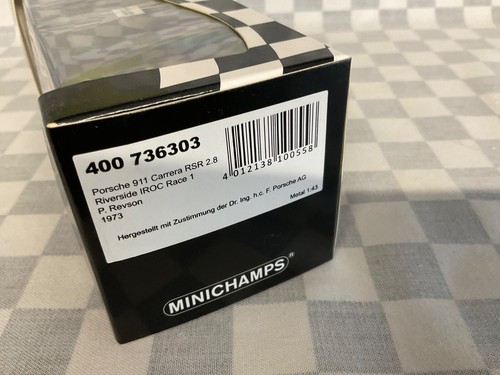 400 736303
Porsche 911 Carrera RSR 2.8
Riverside IROC Race 1
P. Revson
1973
4 012138 100558
Hergestellt mit Zustimmung der Dr. Ing. h.c. F. Porsche AG
Metal 1:43
MINICHAMPS®